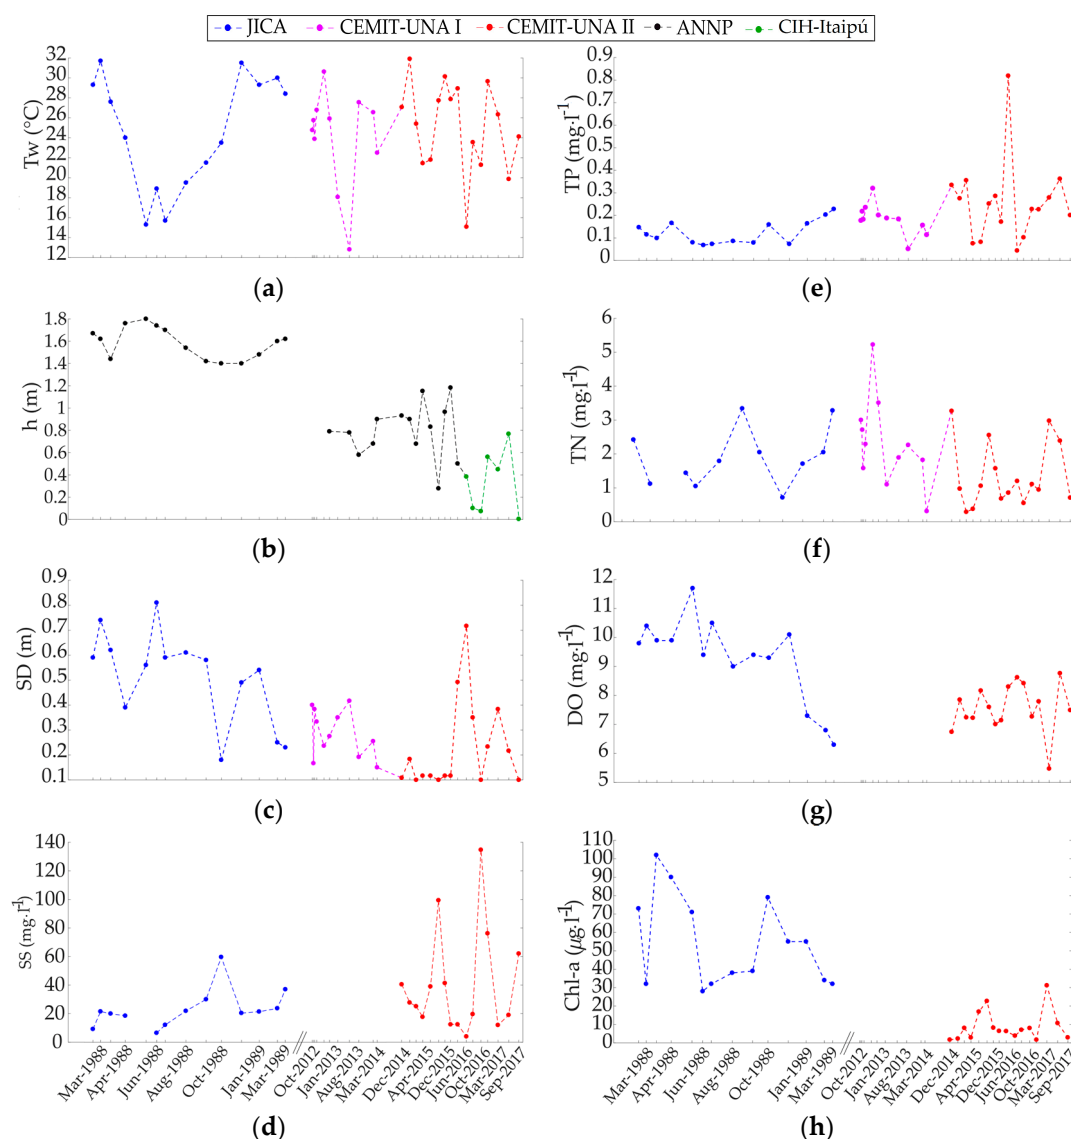 JICA CEMIT-UNA I CEMIT-UNA II ANNP CIH-Itaipú
Tw (°C)
32
30
28
26
24
22
20
18
16
14
12
(a)
TP (mg·l⁻¹)
0.9
0.8
0.7
0.6
0.5
0.4
0.3
0.2
0.1
0
(e)
h (m)
1.8
1.6
1.4
1.2
1
0.8
0.6
0.4
0.2
0
(b)
TN (mg·l⁻¹)
6
5
4
3
2
1
0
(f)
SD (m)
0.9
0.8
0.7
0.6
0.5
0.4
0.3
0.2
0.1
(c)
DO (mg·l⁻¹)
12
11
10
9
8
7
6
5
(g)
SS (mg·l⁻¹)
140
120
100
80
60
40
20
0
Mar-1988
Apr-1988
Jun-1988
Aug-1988
Oct-1988
Jan-1989
Mar-1989
Oct-2012
Jan-2013
Aug-2013
Mar-2014
Dec-2014
Apr-2015
Dec-2015
Jun-2016
Oct-2016
Mar-2017
Sep-2017
(d)
Chl-a (μg·l⁻¹)
110
100
90
80
70
60
50
40
30
20
10
0
Mar-1988
Apr-1988
Jun-1988
Aug-1988
Oct-1988
Jan-1989
Mar-1989
Oct-2012
Jan-2013
Aug-2013
Mar-2014
Dec-2014
Apr-2015
Dec-2015
Jun-2016
Oct-2016
Mar-2017
Sep-2017
(h)